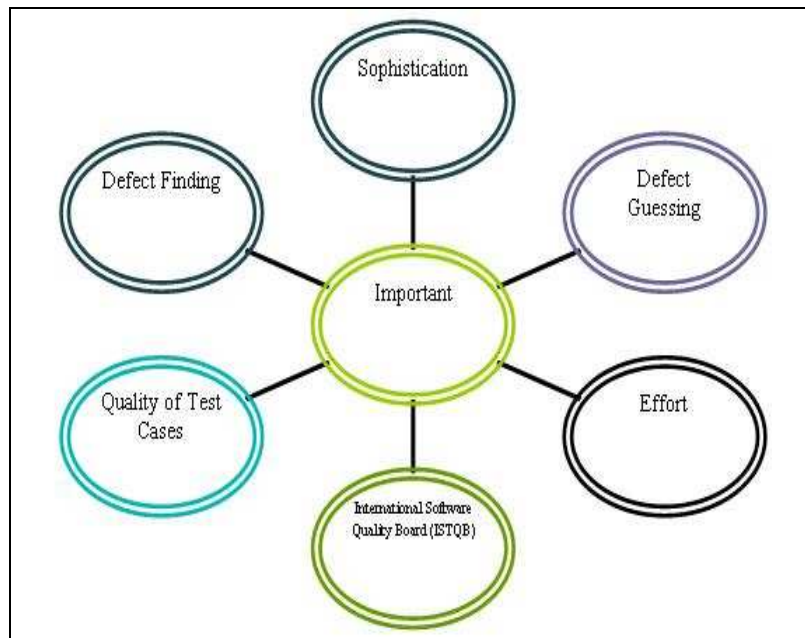 Sophistication
Defect Finding
Defect
Guessing
Important
Quality of Test
Cases
Effort
International Software
Quality Board (ISTQB)